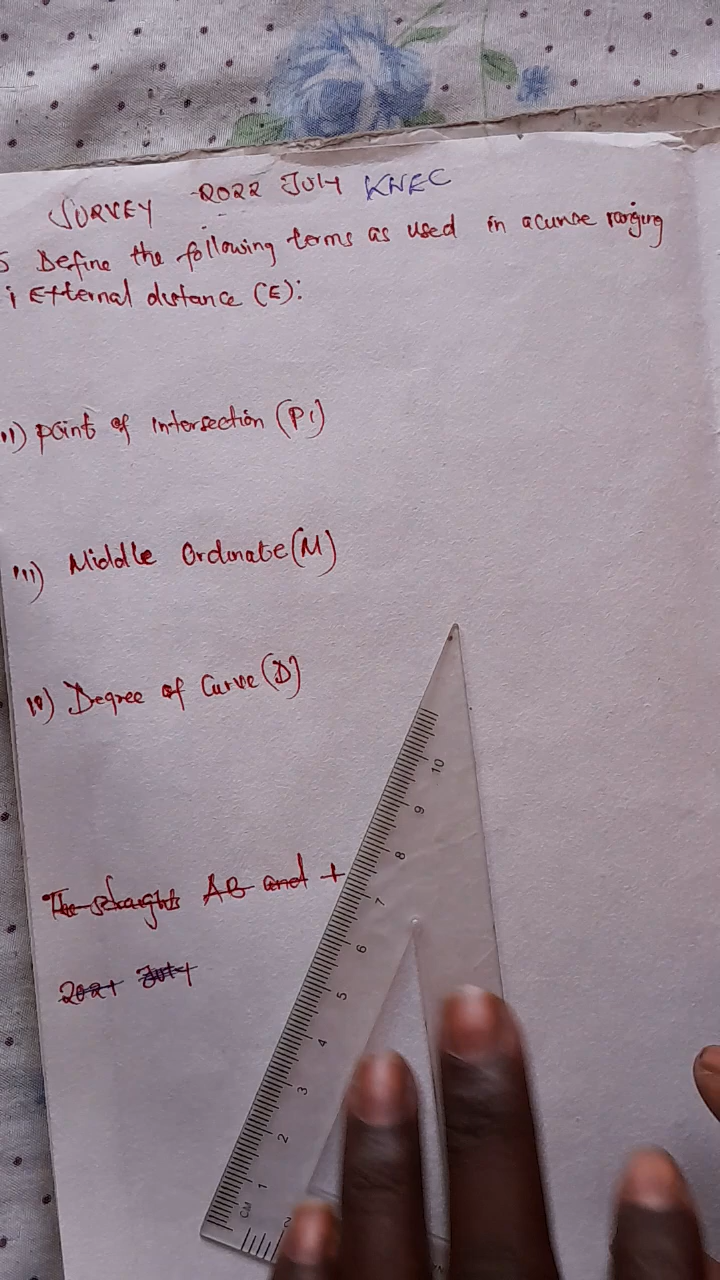 SURVEY 2022 JULY KNEC
5 Define the following terms as used in a curve ranging
i External distance (E):
ii) point of Intersection (PI)
iii) Middle Ordinate (M)
iv) Degree of Curve (D)
The straights AB and +
2021 July
10
9
8
7
6
5
4
3
2
1
CM